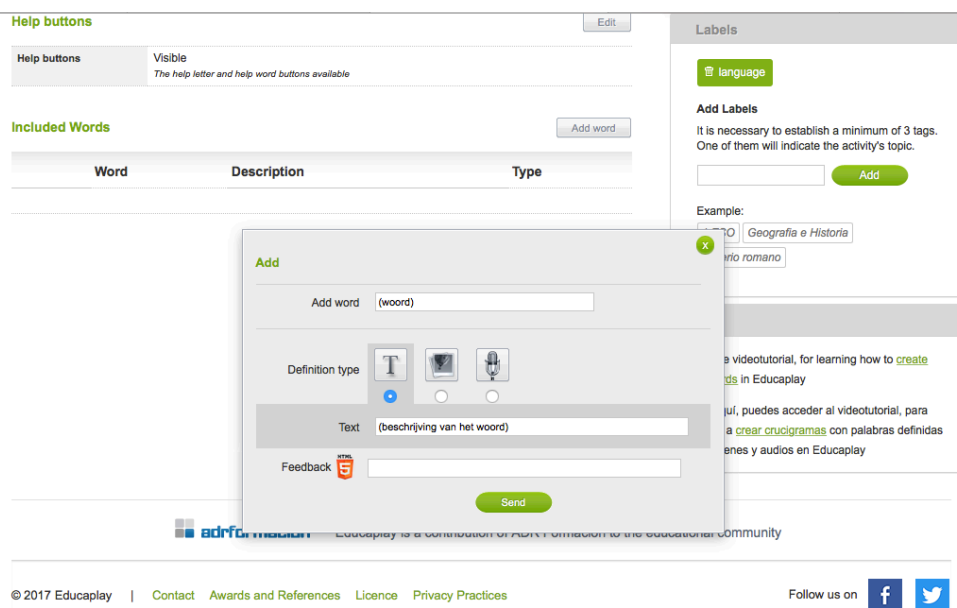 Help buttons
Edit
Help buttons
Visible
The help letter and help word buttons available
Included Words
Add word
Word Description Type
Labels
language
Add Labels
It is necessary to establish a minimum of 3 tags.
One of them will indicate the activity's topic.
Add
Example:
Geografia e Historia
romano
x
Add
Add word (woord)
Definition type
T
Text (beschrijving van het woord)
Feedback HTML 5
Send
videotutorial, for learning how to create
in Educaplay
puedes acceder al videotutorial, para
a crear crucigramas con palabras definidas
y audios en Educaplay
adrformacion Educaplay is a contribution of ADR Formación to the educational community
© 2017 Educaplay | Contact Awards and References Licence Privacy Practices
Follow us on f